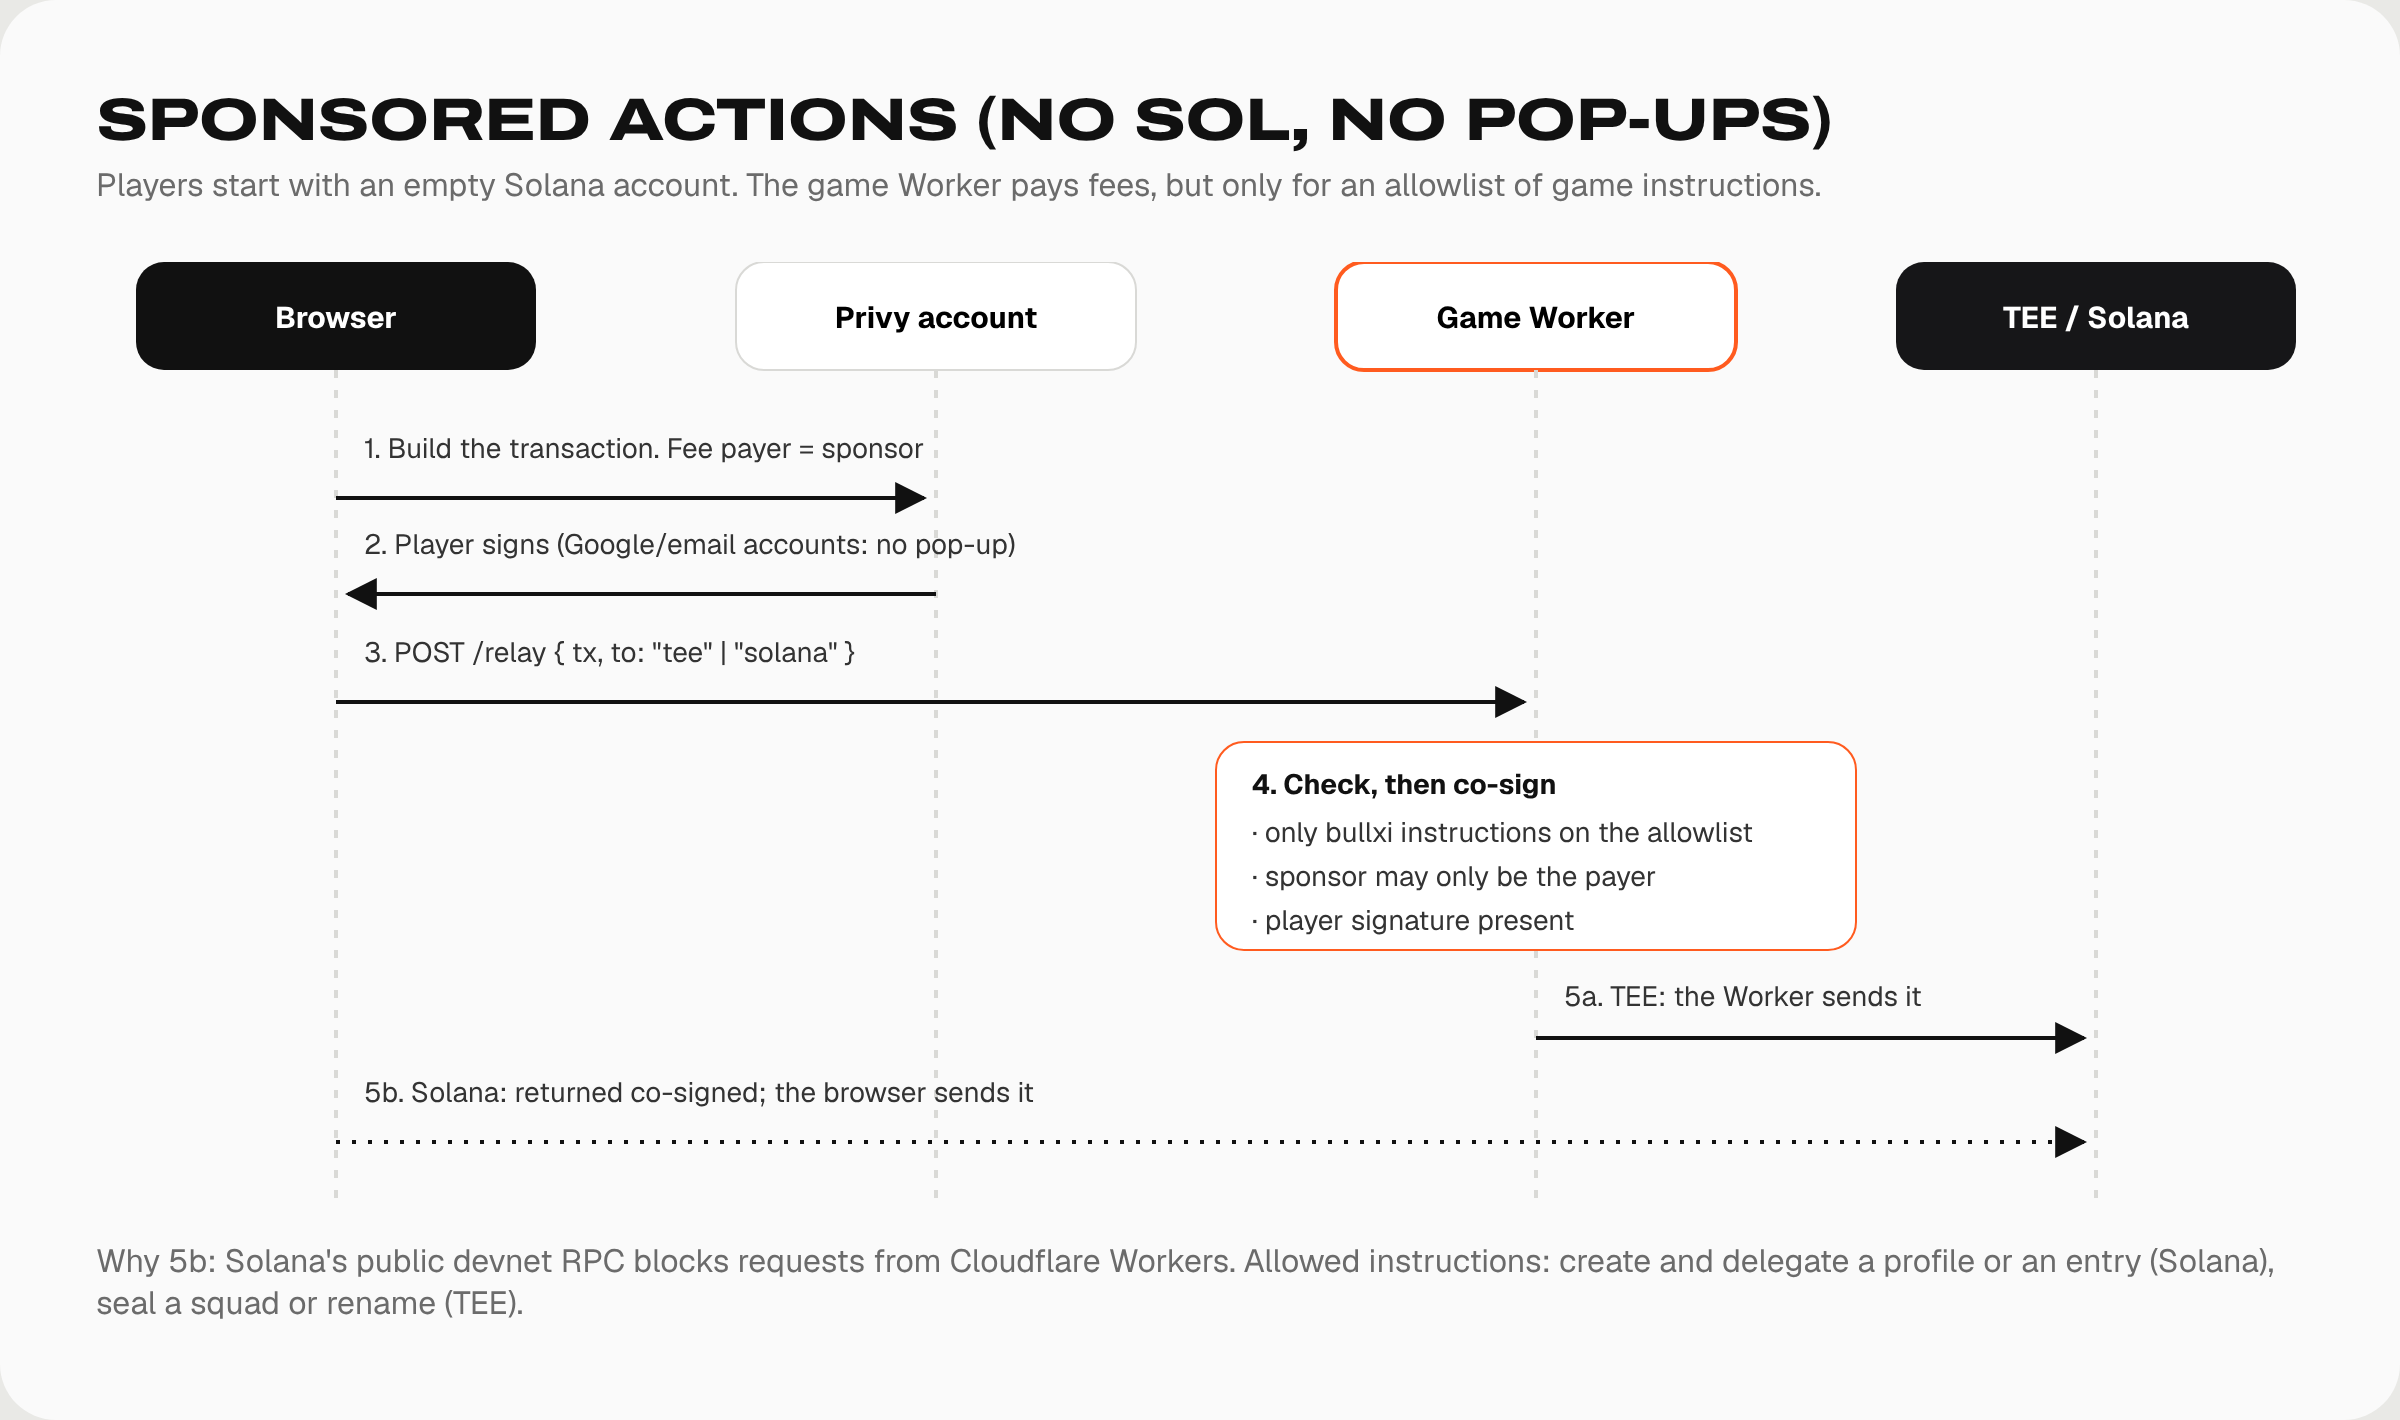 SPONSORED ACTIONS (NO SOL, NO POP-UPS)
Players start with an empty Solana account. The game Worker pays fees, but only for an allowlist of game instructions.
Browser
Privy account
Game Worker
TEE / Solana
1. Build the transaction. Fee payer = sponsor
2. Player signs (Google/email accounts: no pop-up)
3. POST /relay { tx, to: "tee" | "solana" }
4. Check, then co-sign
· only bullxi instructions on the allowlist
· sponsor may only be the payer
· player signature present
5a. TEE: the Worker sends it
5b. Solana: returned co-signed; the browser sends it
Why 5b: Solana's public devnet RPC blocks requests from Cloudflare Workers. Allowed instructions: create and delegate a profile or an entry (Solana),
seal a squad or rename (TEE).